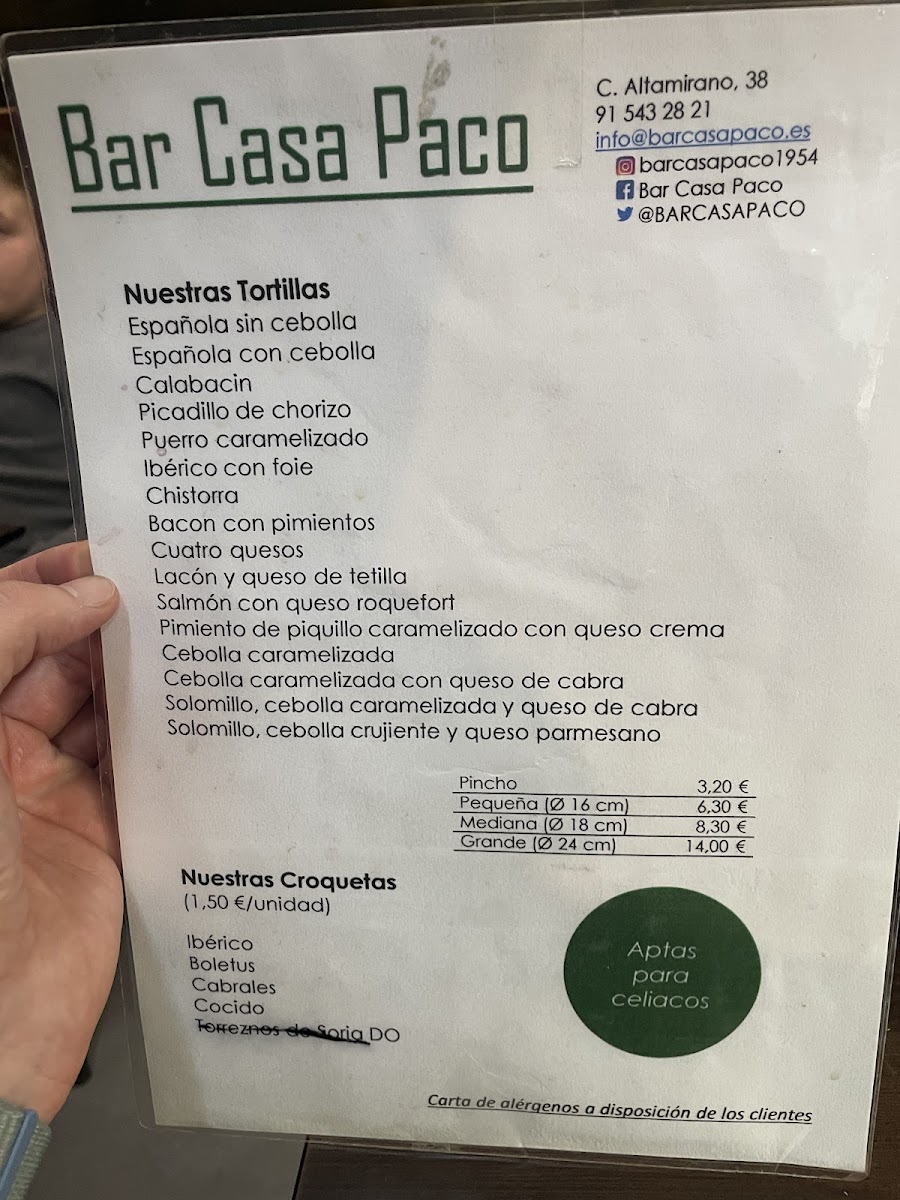 Bar Casa Paco
C. Altamirano, 38
91 543 28 21
info@barcasapaco.es
barcasapaco1954
Bar Casa Paco
@BARCASAPACO
Nuestras Tortillas
Española sin cebolla
Española con cebolla
Calabacin
Picadillo de chorizo
Puerro caramelizado
Ibérico con foie
Chistorra
Bacon con pimientos
Cuatro quesos
Lacón y queso de tetilla
Salmón con queso roquefort
Pimiento de piquillo caramelizado con queso crema
Cebolla caramelizada
Cebolla caramelizada con queso de cabra
Solomillo, cebolla caramelizada y queso de cabra
Solomillo, cebolla crujiente y queso parmesano
Pincho 3,20 €
Pequeña (Ø 16 cm) 6,30 €
Mediana (Ø 18 cm) 8,30 €
Grande (Ø 24 cm) 14,00 €
Nuestras Croquetas
(1,50 €/unidad)
Ibérico
Boletus
Cabrales
Cocido
Torreznos de Soria DO
Aptas
para
celiacos
Carta de alérgenos a disposición de los clientes